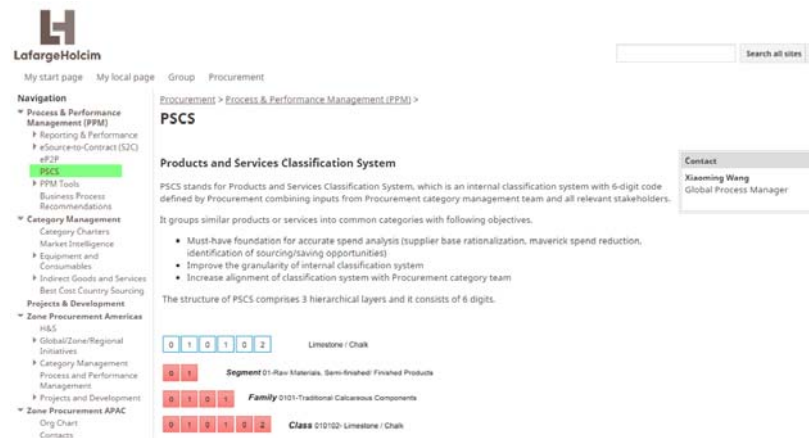 LafargeHolcim
Search all sites
My start page My local page Group Procurement
Navigation
Process & Performance
Management (PPM)
Reporting & Performance
eSource-to-Contract (S2C)
eP2P
PSCS
PPM Tools
Business Process
Recommendations
Category Management
Category Charters
Market Intelligence
Equipment and
Consumables
Indirect Goods and Services
Best Cost Country Sourcing
Projects & Development
Zone Procurement Americas
H&S
Global/Zone/Regional
Initiatives
Category Management
Process and Performance
Management
Projects and Development
Zone Procurement APAC
Org Chart
Contacts
Procurement > Process & Performance Management (PPM) >
PSCS
Products and Services Classification System
PSCS stands for Products and Services Classification System, which is an internal classification system with 6-digit code
defined by Procurement combining inputs from Procurement category management team and all relevant stakeholders.
It groups similar products or services into common categories with following objectives.
• Must-have foundation for accurate spend analysis (supplier base rationalization, maverick spend reduction,
identification of sourcing/saving opportunities)
• Improve the granularity of internal classification system
• Increase alignment of classification system with Procurement category team
The structure of PSCS comprises 3 hierarchical layers and it consists of 6 digits.
0 1 0 1 0 2 Limestone / Chalk
0 1 Segment 01-Raw Materials, Semi-finished/ Finished Products
0 1 0 1 Family 0101-Traditional Calcareous Components
0 1 0 1 0 2 Class 010102- Limestone / Chalk
Contact
Xiaoming Wang
Global Process Manager